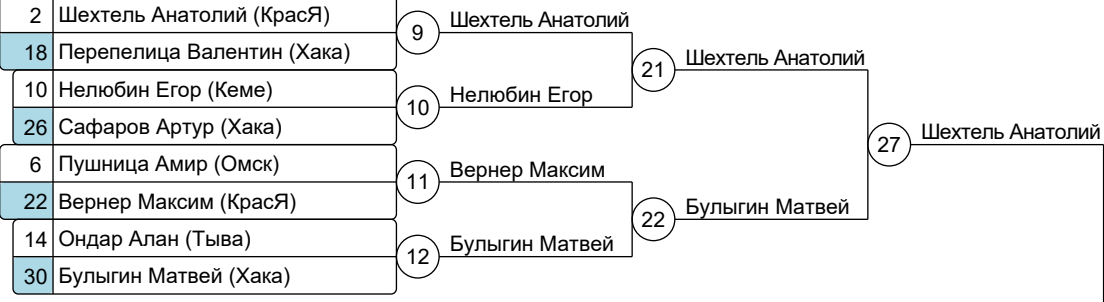 2 Шехтель Анатолий (КрасЯ)
9 Шехтель Анатолий
18 Перепелица Валентин (Хака)
21 Шехтель Анатолий
10 Нелюбин Егор (Кеме)
10 Нелюбин Егор
26 Сафаров Артур (Хака)
27 Шехтель Анатолий
6 Пушница Амир (Омск)
11 Вернер Максим
22 Вернер Максим (КрасЯ)
22 Булыгин Матвей
14 Ондар Алан (Тыва)
12 Булыгин Матвей
30 Булыгин Матвей (Хака)